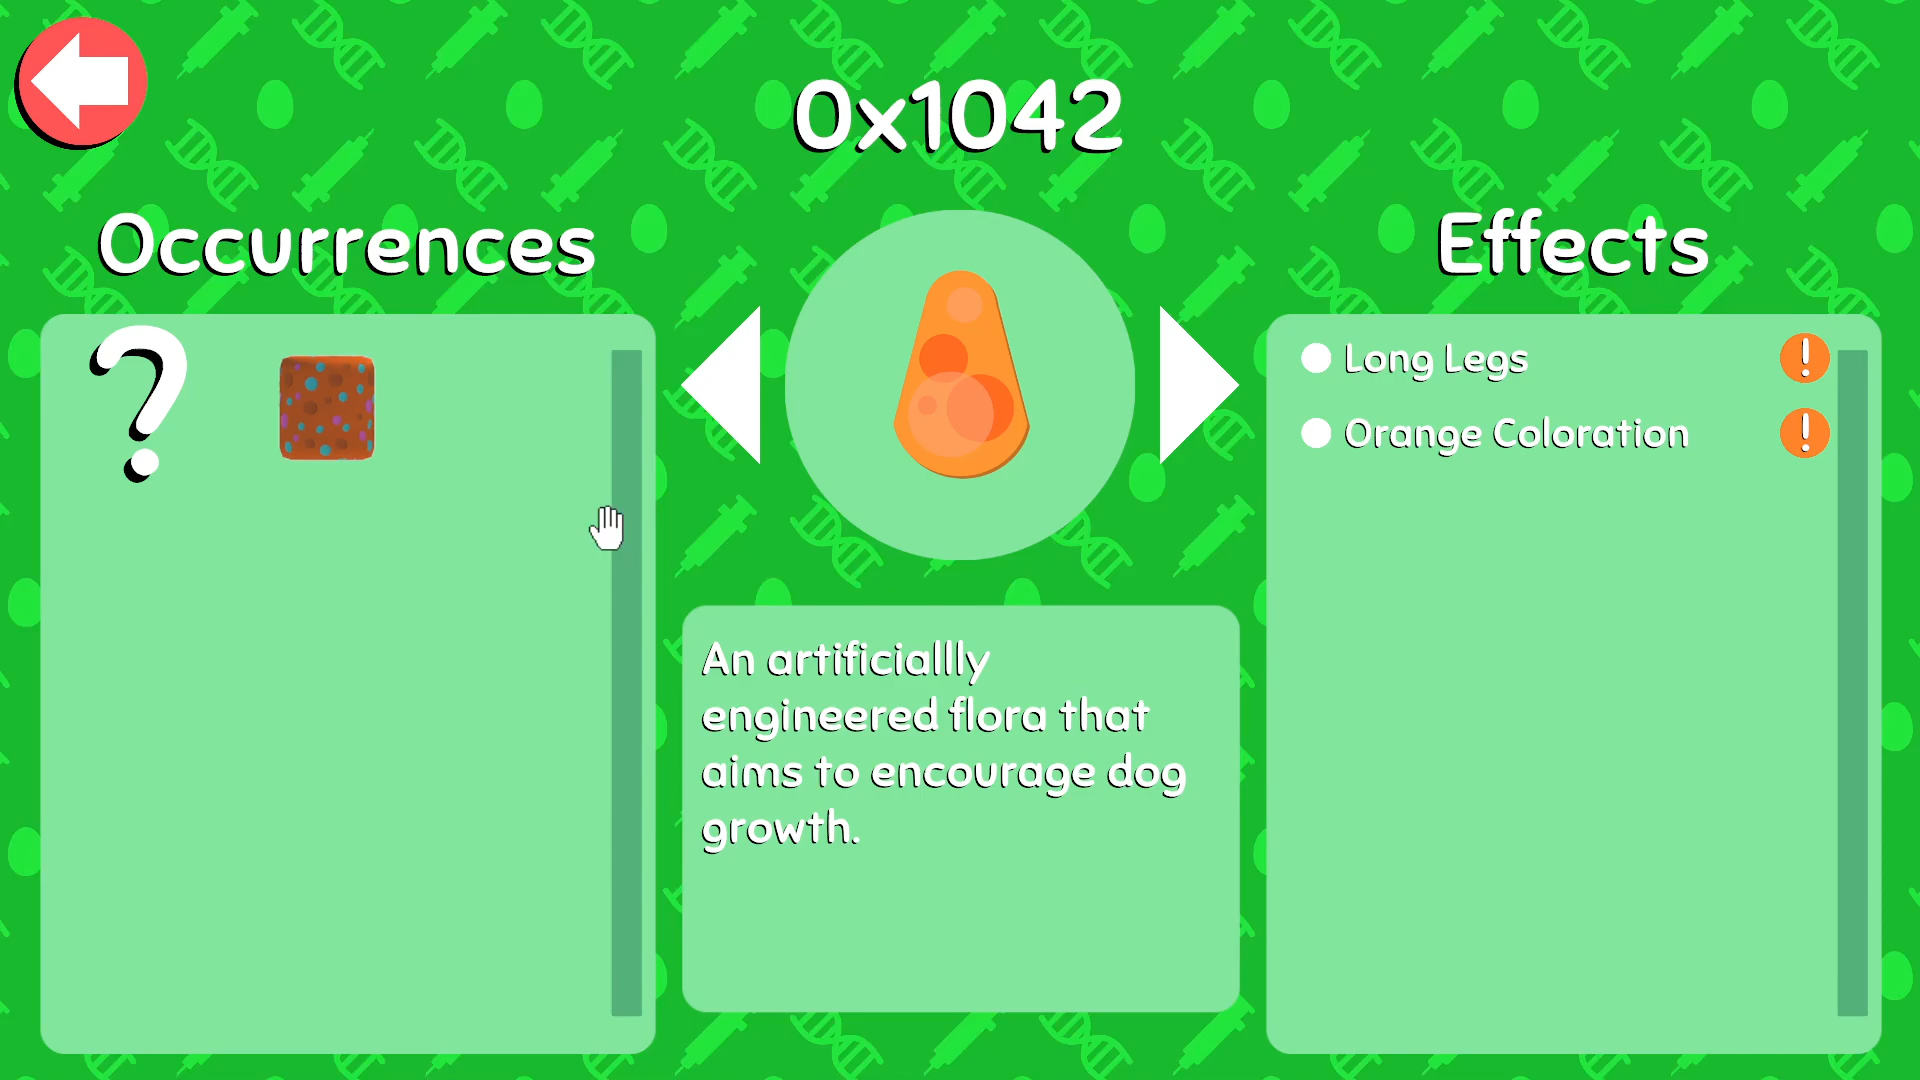 0x1042
Occurrences
Effects
?
Long Legs !
Orange Coloration !
An artificiallly
engineered flora that
aims to encourage dog
growth.